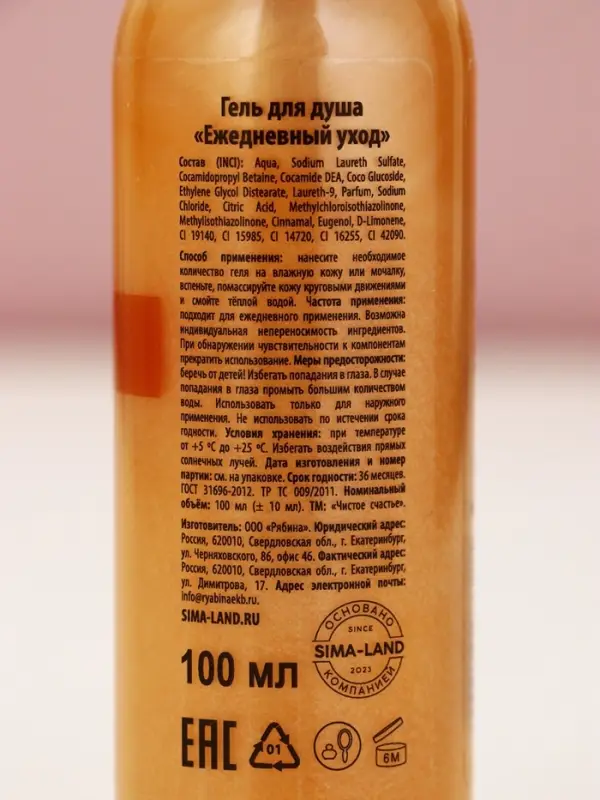 Гель для душа
«Ежедневный уход»
Состав (INCI): Aqua, Sodium Laureth Sulfate,
Cocamidopropyl Betaine, Cocamide DEA, Coco Glucoside,
Ethylene Glycol Distearate, Laureth-9, Parfum, Sodium
Chloride, Citric Acid, Methylchloroisothiazolinone,
Methylisothiazolinone, Cinnamal, Eugenol, D-Limonene,
CI 19140, CI 15985, CI 14720, CI 16255, CI 42090.
Способ применения: нанесите необходимое
количество геля на влажную кожу или мочалку,
вспеньте, помассируйте кожу круговыми движениями
и смойте тёплой водой. Частота применения:
подходит для ежедневного применения. Возможна
индивидуальная непереносимость ингредиентов.
При обнаружении чувствительности к компонентам
прекратить использование. Меры предосторожности:
беречь от детей! Избегать попадания в глаза. В случае
попадания в глаза промыть большим количеством
воды. Использовать только для наружного
применения. Не использовать по истечении срока
годности. Условия хранения: при температуре
от +5 °C до +25 °C. Избегать воздействия прямых
солнечных лучей. Дата изготовления и номер
партии: см. на упаковке. Срок годности: 36 месяцев.
ГОСТ 31696-2012. ТР ТС 009/2011. Номинальный
объём: 100 мл (± 10 мл). ТМ: «Чистое счастье».
Изготовитель: ООО «Рябина». Юридический адрес:
Россия, 620010, Свердловская обл., г. Екатеринбург,
ул. Черняховского, 86, офис 46. Фактический адрес:
Россия, 620010, Свердловская обл., г. Екатеринбург,
ул. Димитрова, 17. Адрес электронной почты:
info@ryabinaekb.ru.
SIMA-LAND.RU
100 мл
ОСНОВАНО
SINCE
SIMA-LAND
2023
КОМПАНИЕЙ
EAC
01
6M